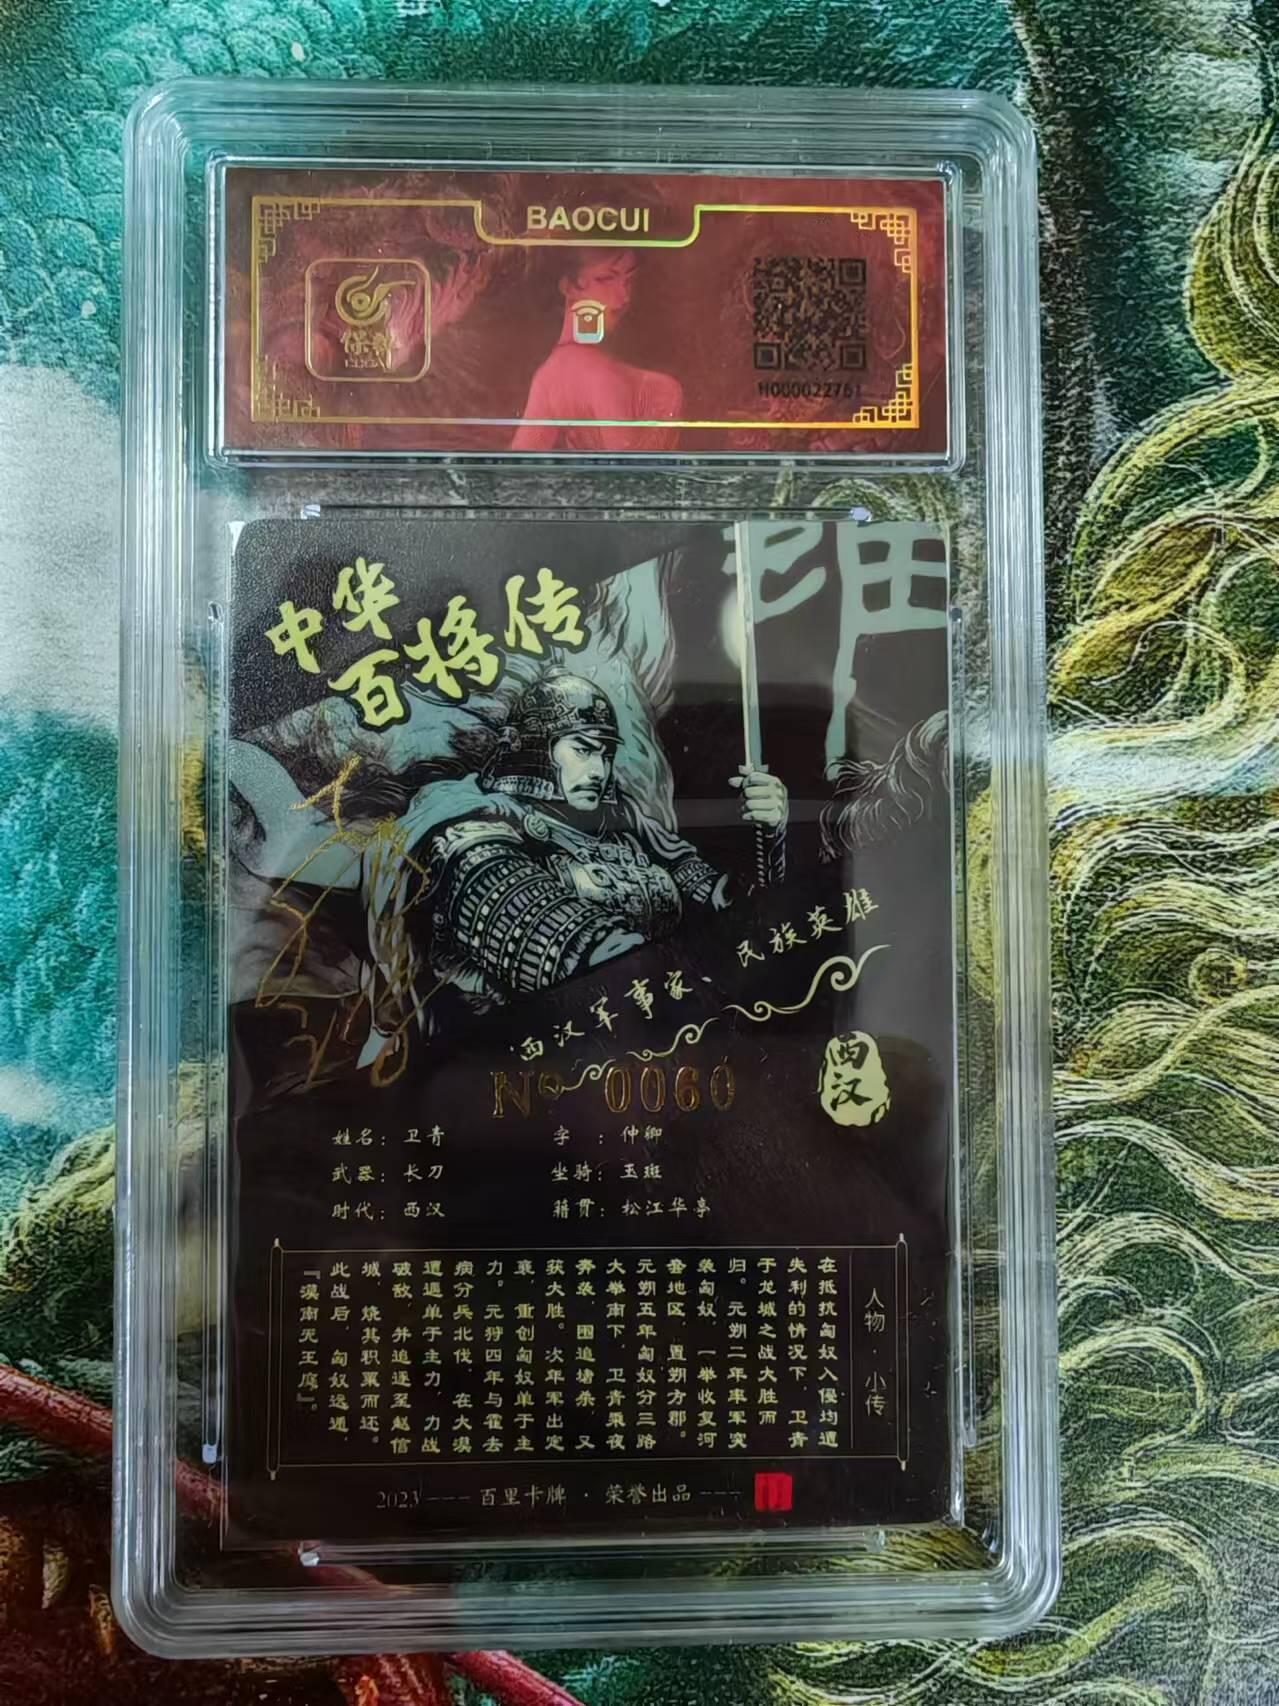 BAOCUI
保粹
H000022761
中华
百将传
西汉军事家、民族英雄
西汉
Nº 0060
姓名：卫青 字：仲卿
武器：长刀 坐骑：玉斑
时代：西汉 籍贯：松江华亭
人物·小传
在抵抗匈奴入侵均遭
失利的情况下，卫青
于龙城之战大胜而
归。元朔二年率军突
袭匈奴，一举收复河
套地区，置朔方郡。
元朔五年匈奴分三路
大举南下，卫青乘夜
奔袭，围追堵杀，又
获大胜。次年军出定
襄，重创匈奴单于主
力。元狩四年与霍去
病分兵北伐，在大漠
遭遇单于主力，力战
破敌，并追逐至赵信
城，烧其职粟而还。
此战后，匈奴远遁，
『漠南无王庭』。
2023---百里卡牌·荣誉出品---